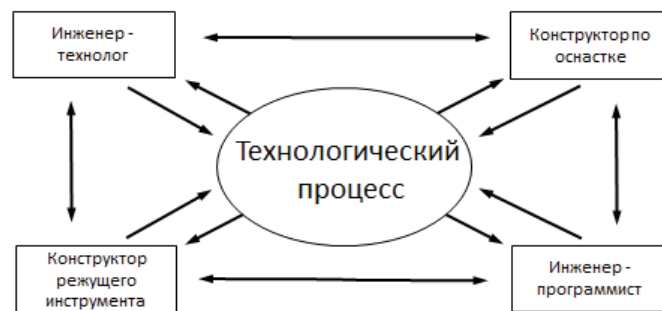 Инженер -
технолог
Конструктор по
оснастке
Технологический
процесс
Конструктор
режущего
инструмента
Инженер -
программист